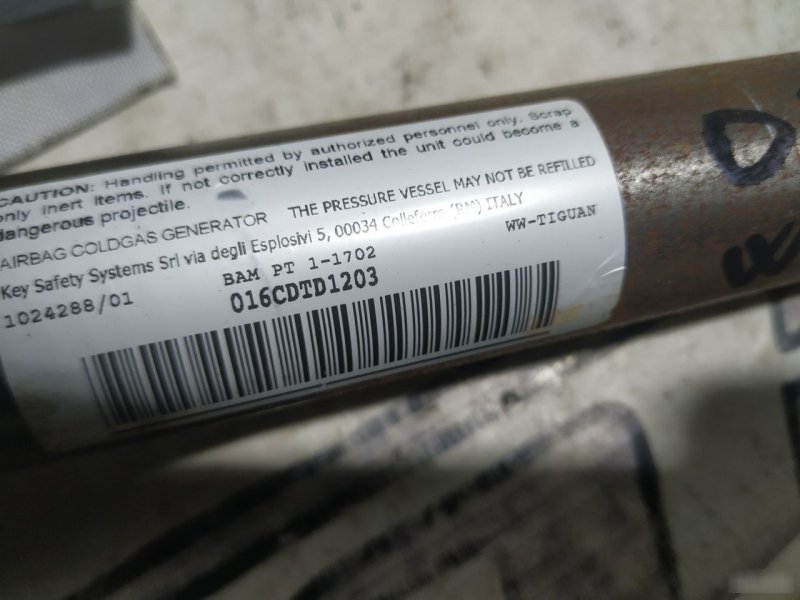 CAUTION: Handling permitted by authorized personnel only. Scrap
only inert items. If not correctly installed the unit could become a
dangerous projectile.
AIRBAG COLDGAS GENERATOR THE PRESSURE VESSEL MAY NOT BE REFILLED
Key Safety Systems Srl via degli Esplosivi 5, 00034 Colleferro (RM) ITALY
1024288/01 BAM PT 1-1702 WW-TIGUAN
016CDTD1203